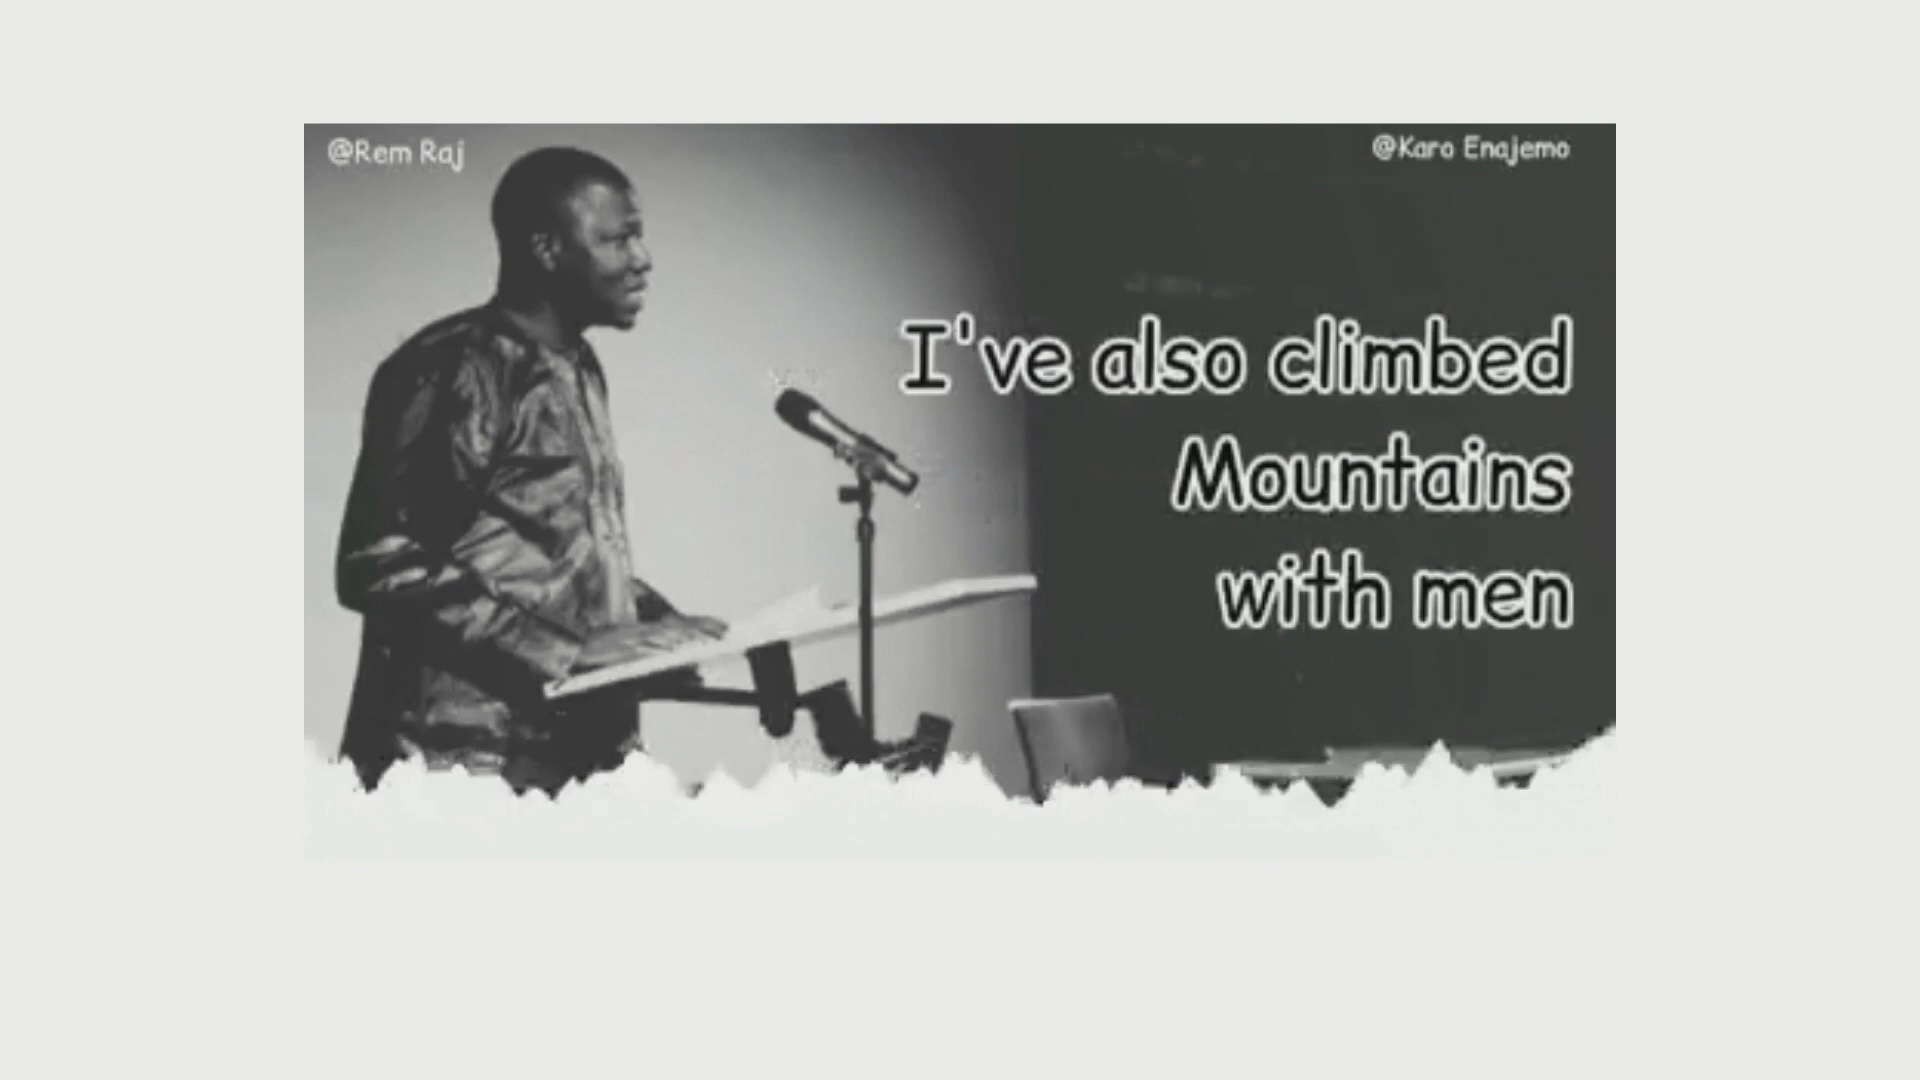 @Rem Raj
@Karo Enajemo
I've also climbed
Mountains
with men